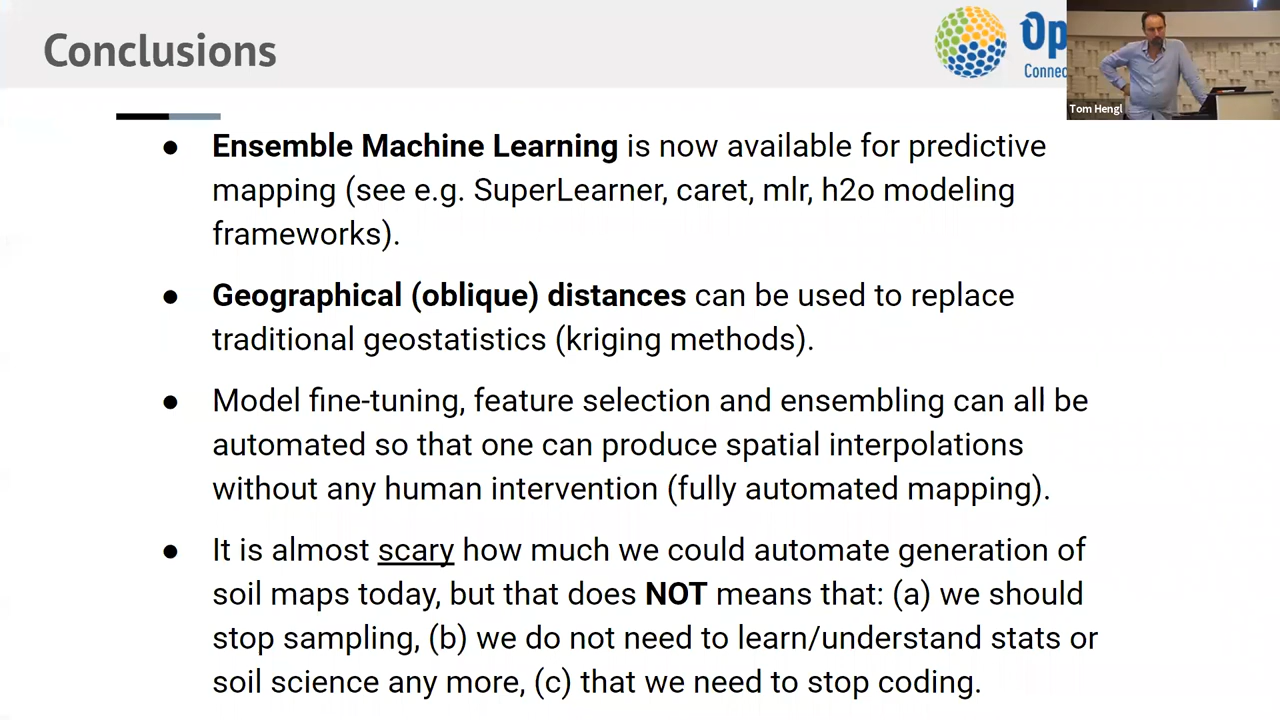 Conclusions
Op
Connec
Tom Hengl
● Ensemble Machine Learning is now available for predictive
mapping (see e.g. SuperLearner, caret, mlr, h2o modeling
frameworks).
● Geographical (oblique) distances can be used to replace
traditional geostatistics (kriging methods).
● Model fine-tuning, feature selection and ensembling can all be
automated so that one can produce spatial interpolations
without any human intervention (fully automated mapping).
● It is almost scary how much we could automate generation of
soil maps today, but that does NOT means that: (a) we should
stop sampling, (b) we do not need to learn/understand stats or
soil science any more, (c) that we need to stop coding.